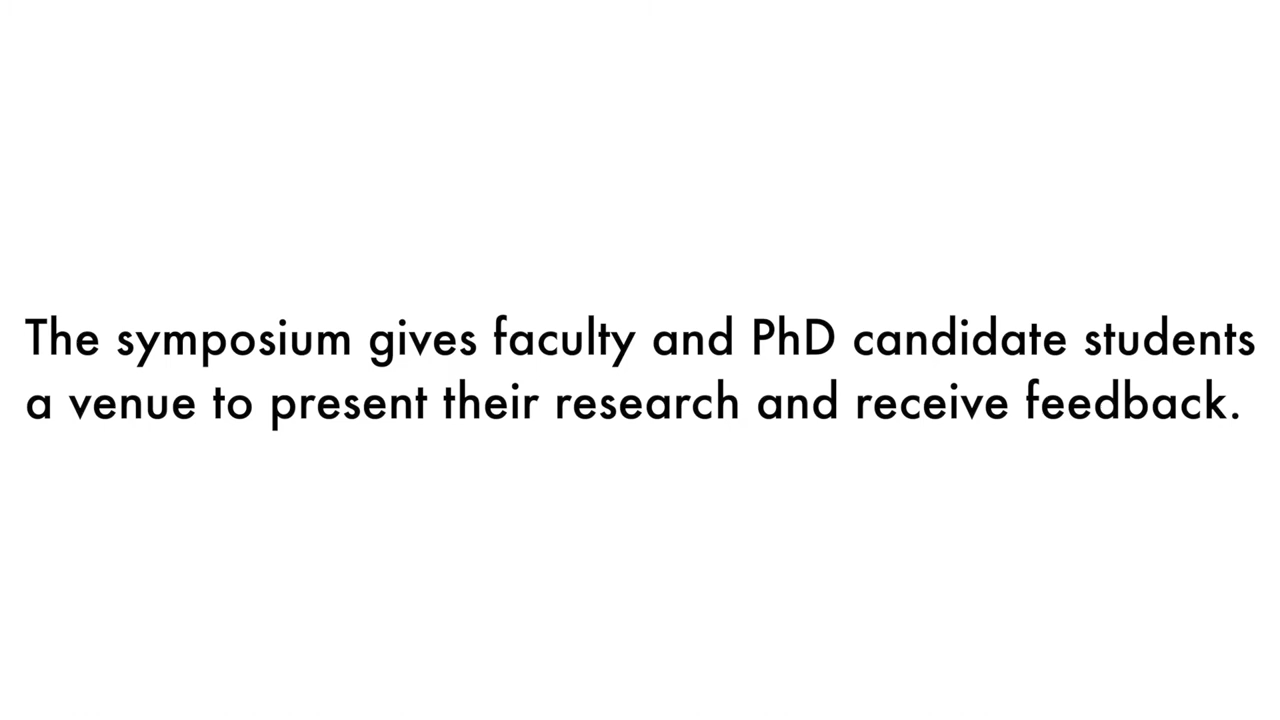 The symposium gives faculty and PhD candidate students
a venue to present their research and receive feedback.